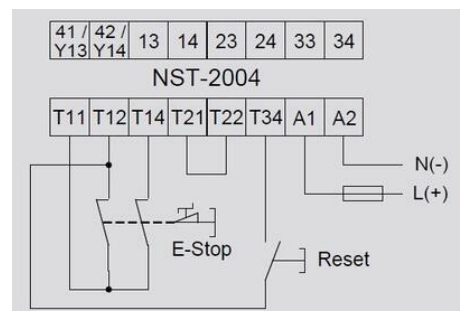 41 / Y13 42 / Y14 13 14 23 24 33 34
NST-2004
T11 T12 T14 T21 T22 T34 A1 A2
N(-)
L(+)
E-Stop
Reset